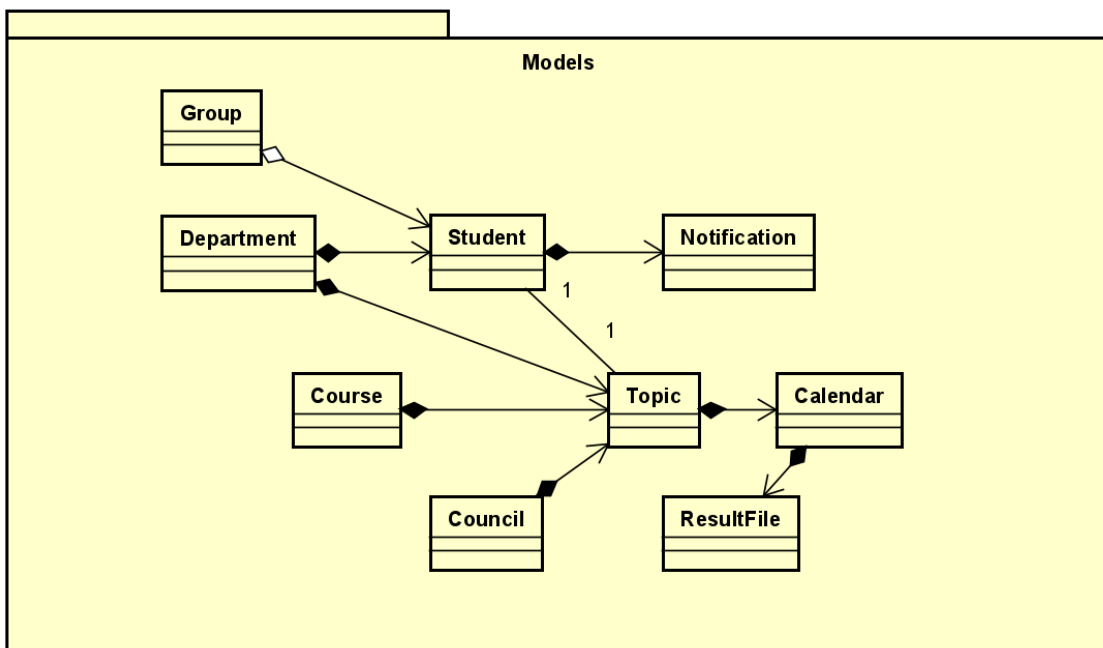 Models
Group
Department
Student
Notification
1
1
Course
Topic
Calendar
Council
ResultFile